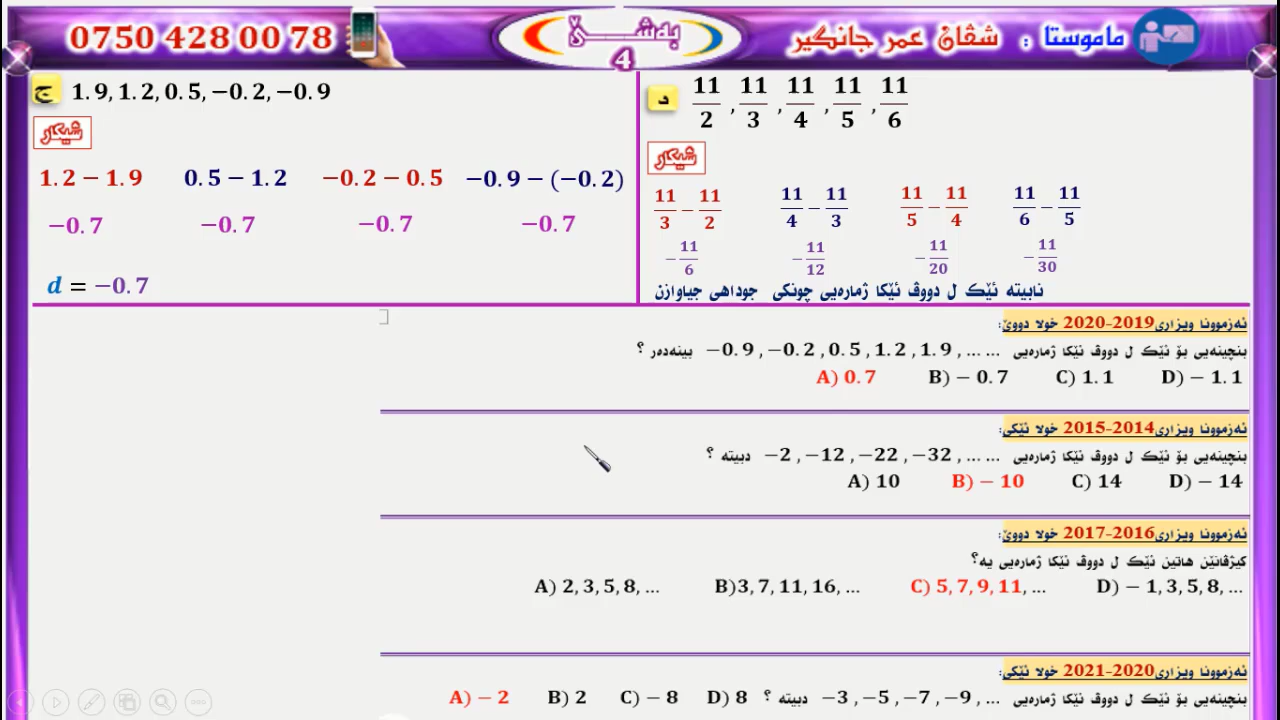 ماموستا : شڤان عمر جانگير
بەشێ 4
0750 428 00 78
ج 1.9, 1.2, 0.5, −0.2, −0.9
شیکار
1.2 − 1.9 0.5 − 1.2 −0.2 − 0.5 −0.9 − (−0.2)
−0.7 −0.7 −0.7 −0.7
d = −0.7
د 11/2 , 11/3 , 11/4 , 11/5 , 11/6
شیکار
11/3 − 11/2 11/4 − 11/3 11/5 − 11/4 11/6 − 11/5
−11/6 −11/12 −11/20 −11/30
نابیتە ئێک ل دووڤ ئێکا ژمارەیی چونکی جوداهی جیاوازن
ئەزموونا ویزاری 2019-2020 خولا دووێ:
بنچینەیی بۆ ئێک ل دووڤ ئێکا ژمارەیی −0.9 , −0.2 , 0.5 , 1.2 , 1.9 , ... ... بینەدەر ؟
A) 0.7 B) − 0.7 C) 1.1 D) − 1.1
ئەزموونا ویزاری 2014-2015 خولا ئێکی:
بنچینەیی بۆ ئێک ل دووڤ ئێکا ژمارەیی −2 , −12 , −22 , −32 , ... ... دبیتە ؟
A) 10 B) − 10 C) 14 D) − 14
ئەزموونا ویزاری 2016-2017 خولا دووێ:
کیژڤانێن هاتین ئێک ل دووڤ ئێکا ژمارەیی یە؟
A) 2, 3, 5, 8, ... B)3, 7, 11, 16, ... C) 5, 7, 9, 11, ... D) − 1, 3, 5, 8, ...
ئەزموونا ویزاری 2020-2021 خولا ئێکی:
بنچینەیی بۆ ئێک ل دووڤ ئێکا ژمارەیی −3 , −5 , −7 , −9 , ... دبیتە ؟ A) − 2 B) 2 C) − 8 D) 8